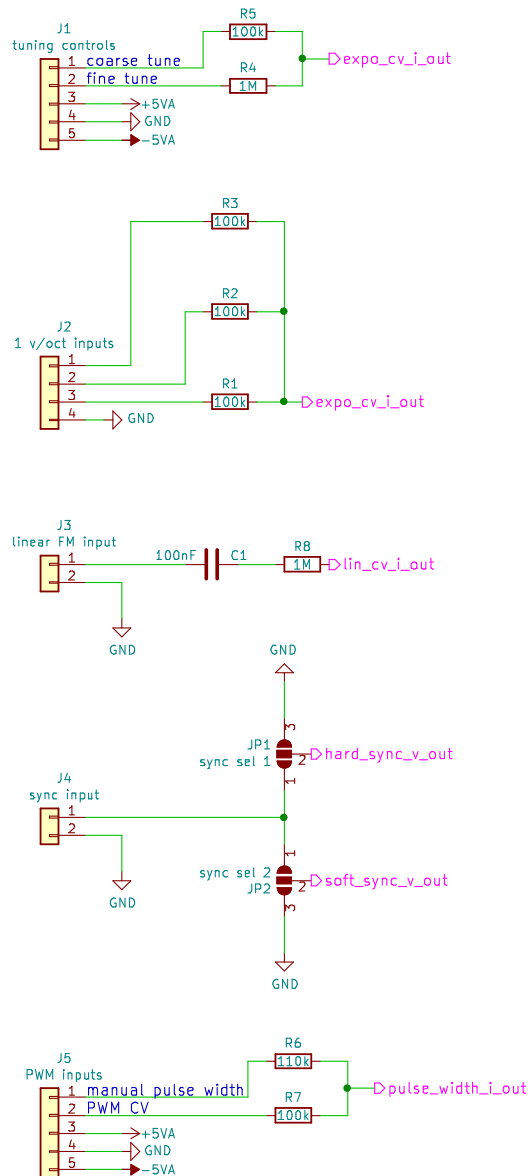 J1
tuning controls
1 coarse tune
2 fine tune
3 +5VA
4 GND
5 -5VA
R5
100k
R4
1M
expo_cv_i_out
R3
100k
R2
100k
J2
1 v/oct inputs
1
2
3
4 GND
R1
100k
expo_cv_i_out
J3
linear FM input
1
2
100nF C1
R8
1M
lin_cv_i_out
GND
GND
3
JP1
sync sel 1
2
hard_sync_v_out
1
J4
sync input
1
2
GND
1
sync sel 2
JP2
2
soft_sync_v_out
3
GND
J5
PWM inputs
1 manual pulse width
2 PWM CV
3 +5VA
4 GND
5 -5VA
R6
110k
R7
100k
pulse_width_i_out